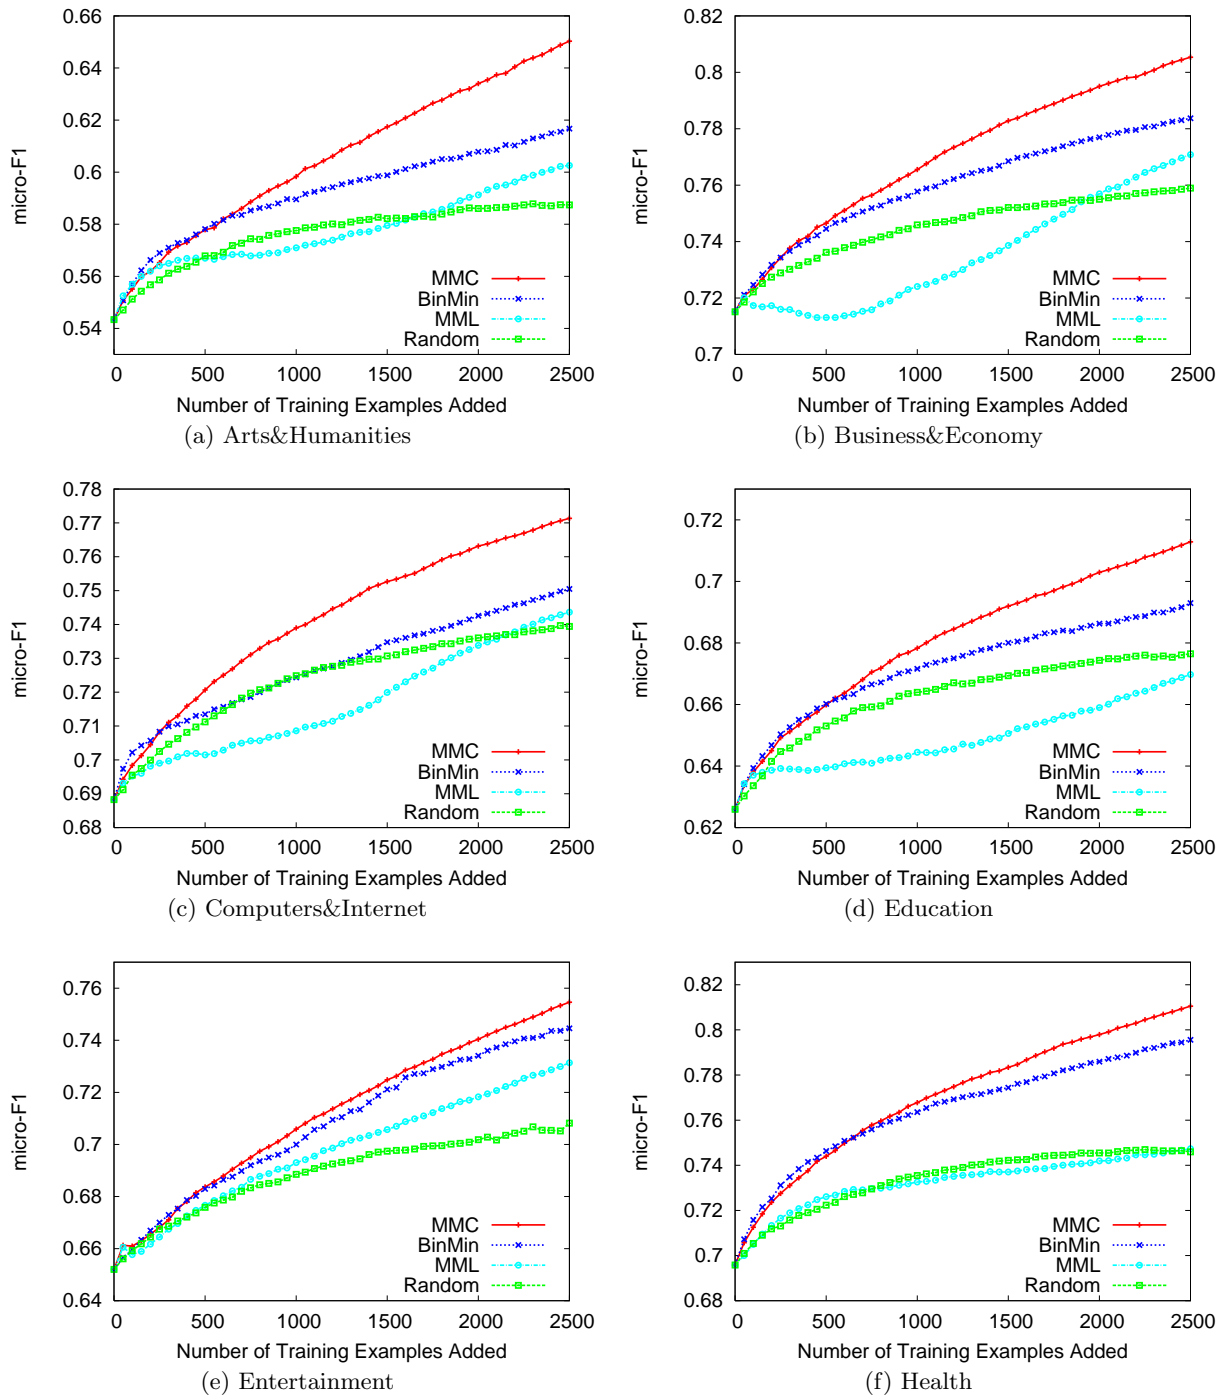 0.66
0.64
0.62
0.6
0.58
0.56
0.54
micro-F1
MMC
BinMin
MML
Random
0 500 1000 1500 2000 2500
Number of Training Examples Added
(a) Arts&Humanities
0.82
0.8
0.78
0.76
0.74
0.72
0.7
micro-F1
MMC
BinMin
MML
Random
0 500 1000 1500 2000 2500
Number of Training Examples Added
(b) Business&Economy
0.78
0.77
0.76
0.75
0.74
0.73
0.72
0.71
0.7
0.69
0.68
micro-F1
MMC
BinMin
MML
Random
0 500 1000 1500 2000 2500
Number of Training Examples Added
(c) Computers&Internet
0.72
0.7
0.68
0.66
0.64
0.62
micro-F1
MMC
BinMin
MML
Random
0 500 1000 1500 2000 2500
Number of Training Examples Added
(d) Education
0.76
0.74
0.72
0.7
0.68
0.66
0.64
micro-F1
MMC
BinMin
MML
Random
0 500 1000 1500 2000 2500
Number of Training Examples Added
(e) Entertainment
0.82
0.8
0.78
0.76
0.74
0.72
0.7
0.68
micro-F1
MMC
BinMin
MML
Random
0 500 1000 1500 2000 2500
Number of Training Examples Added
(f) Health